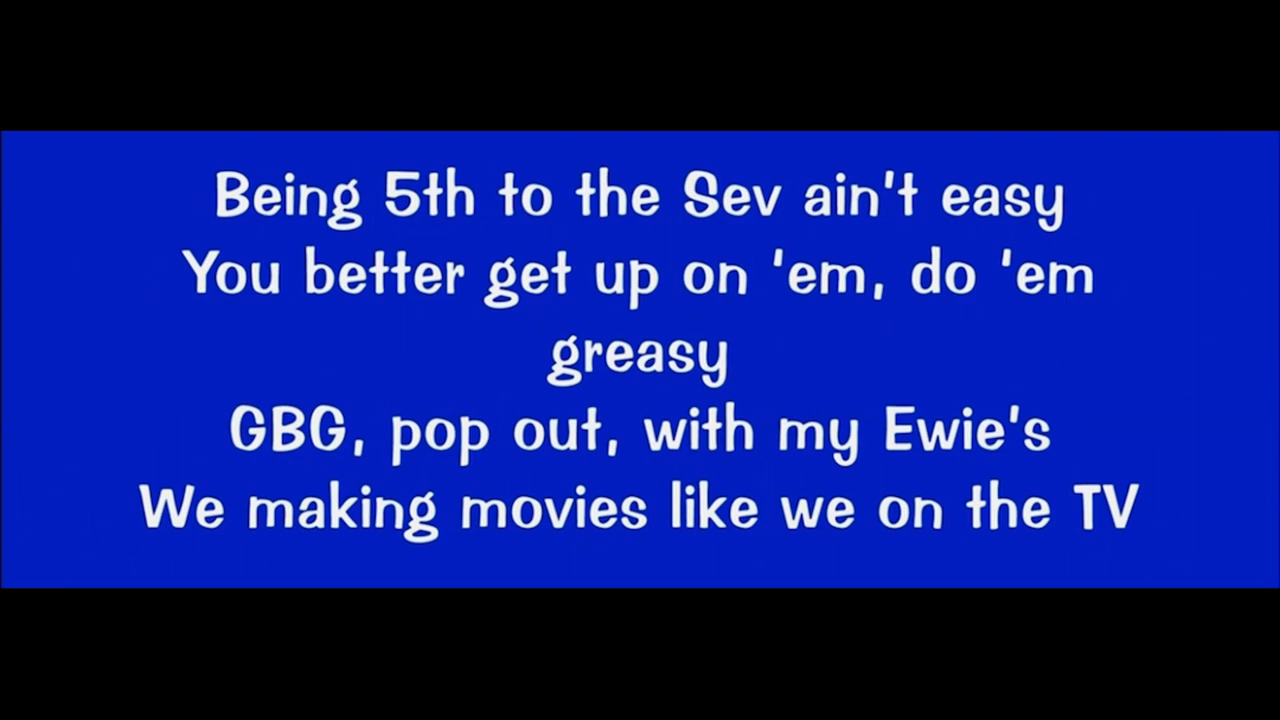 Being 5th to the Sev ain't easy
You better get up on 'em, do 'em
greasy
GBG, pop out, with my Ewie's
We making movies like we on the TV